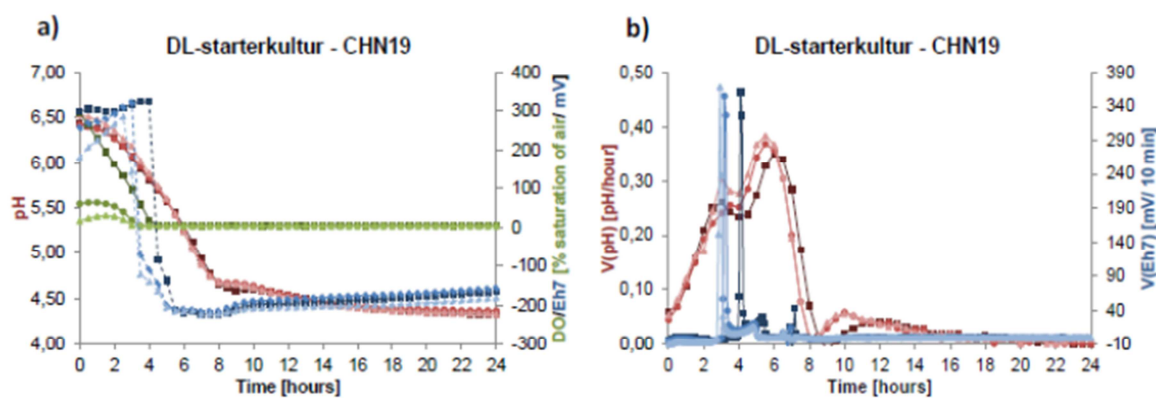 a)
DL-starterkultur - CHN19
7,00
6,50
6,00
5,50
5,00
4,50
4,00
pH
400
300
200
100
0
-100
-200
-300
DO/Eh7 [% saturation of air/ mV]
0 2 4 6 8 10 12 14 16 18 20 22 24
Time [hours]
b)
DL-starterkultur - CHN19
0,50
0,40
0,30
0,20
0,10
0,00
V(pH) [pH/hour]
390
340
290
240
190
140
90
40
-10
V(Eh7) [mV/ 10 min]
0 2 4 6 8 10 12 14 16 18 20 22 24
Time [hours]